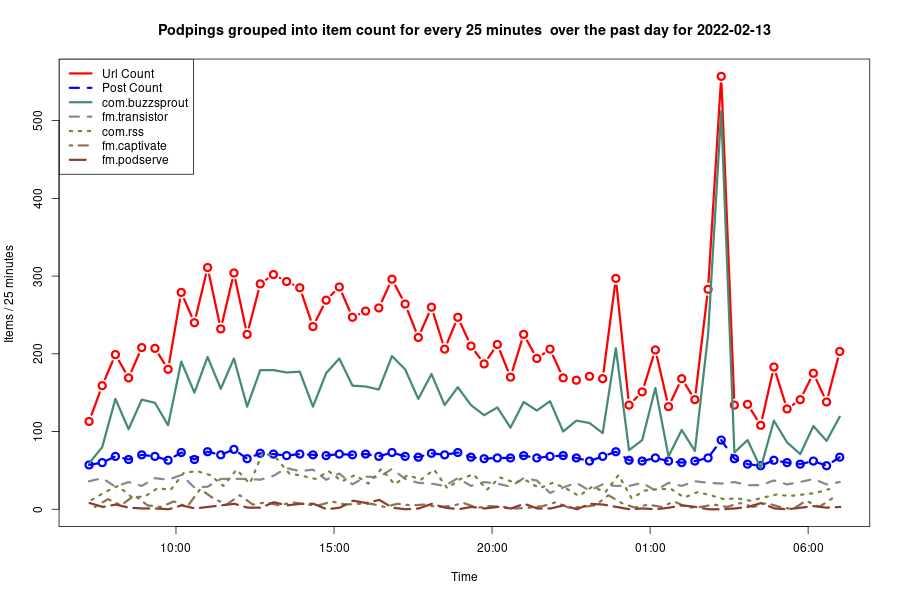 Podpings grouped into item count for every 25 minutes  over the past day for 2022-02-13
Url Count
Post Count
com.buzzsprout
fm.transistor
com.rss
fm.captivate
fm.podserve
Items / 25 minutes
500
400
300
200
100
0
10:00
15:00
20:00
01:00
06:00
Time